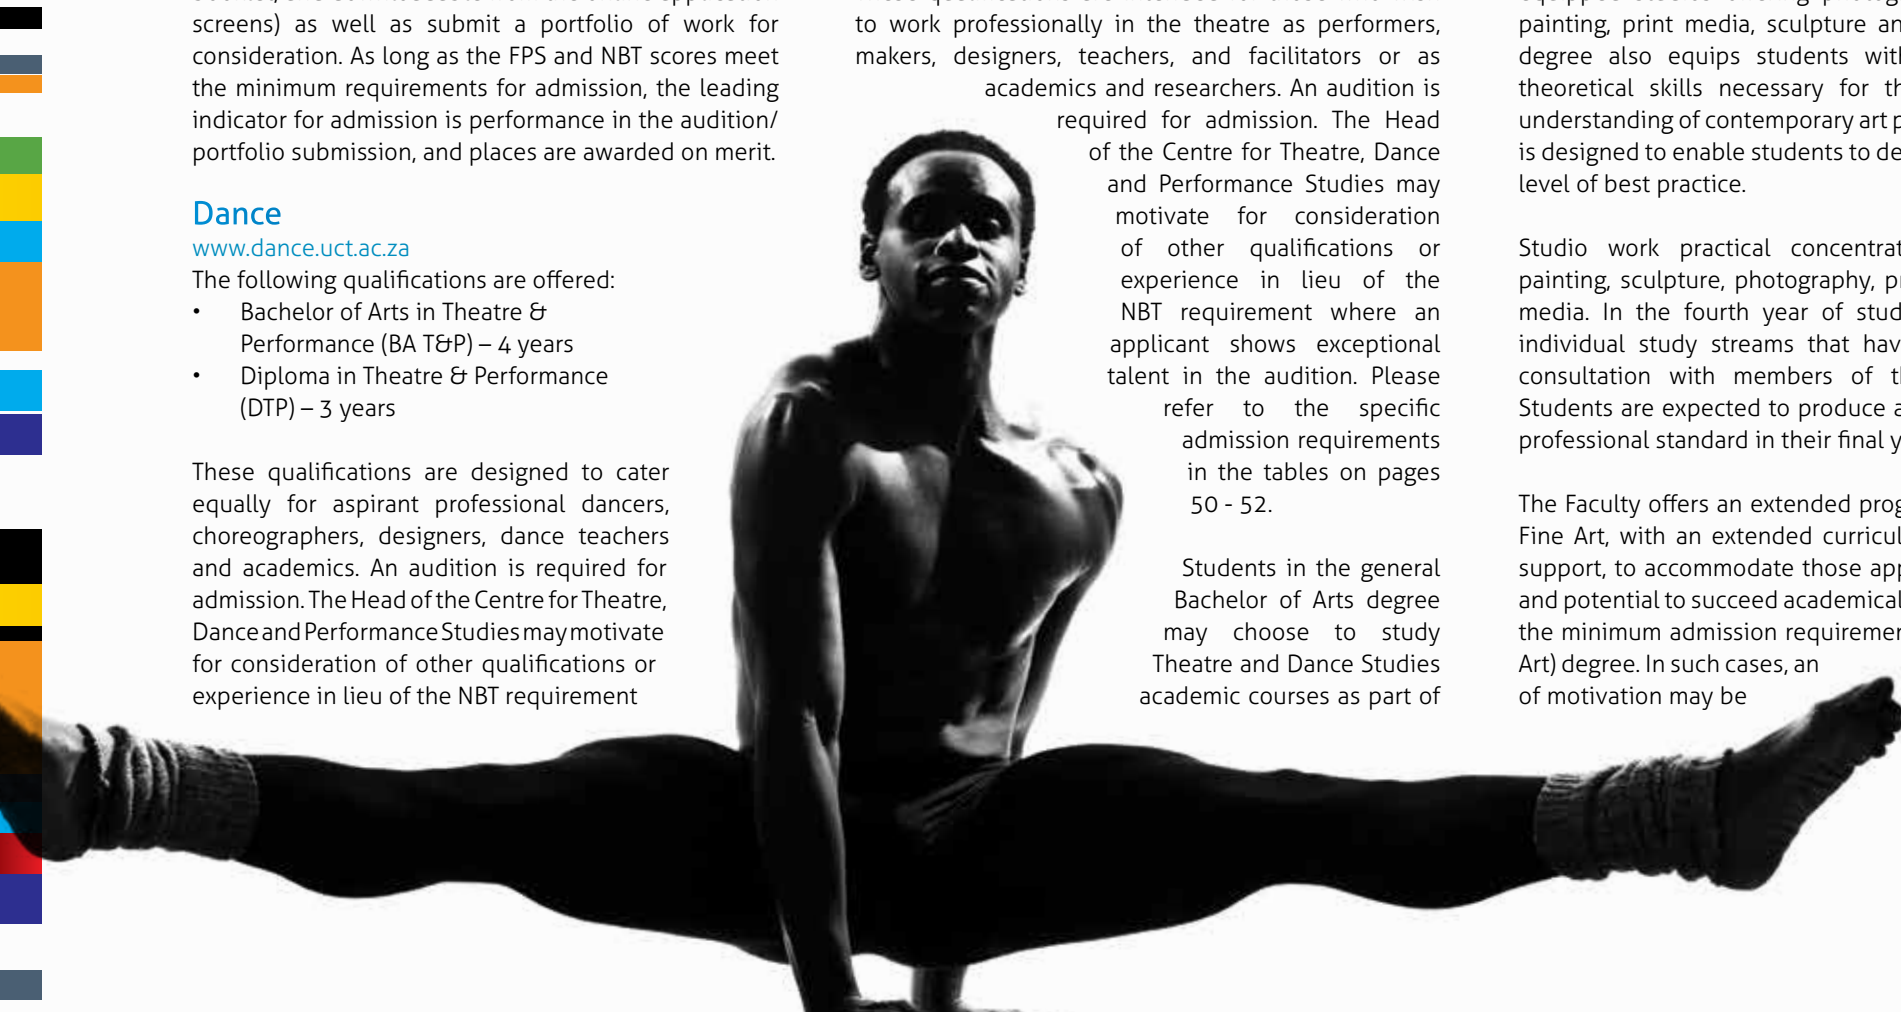 screens) as well as submit a portfolio of work for
consideration. As long as the FPS and NBT scores meet
the minimum requirements for admission, the leading
indicator for admission is performance in the audition/
portfolio submission, and places are awarded on merit.
Dance
www.dance.uct.ac.za
The following qualifications are offered:
• Bachelor of Arts in Theatre &
Performance (BA T&P) – 4 years
• Diploma in Theatre & Performance
(DTP) – 3 years
These qualifications are designed to cater
equally for aspirant professional dancers,
choreographers, designers, dance teachers
and academics. An audition is required for
admission. The Head of the Centre for Theatre,
Dance and Performance Studies may motivate
for consideration of other qualifications or
experience in lieu of the NBT requirement
to work professionally in the theatre as performers,
makers, designers, teachers, and facilitators or as
academics and researchers. An audition is
required for admission. The Head
of the Centre for Theatre, Dance
and Performance Studies may
motivate for consideration
of other qualifications or
experience in lieu of the
NBT requirement where an
applicant shows exceptional
talent in the audition. Please
refer to the specific
admission requirements
in the tables on pages
50 - 52.
Students in the general
Bachelor of Arts degree
may choose to study
Theatre and Dance Studies
academic courses as part of
painting, print media, sculpture
degree also equips students
theoretical skills necessary for
understanding of contemporary art
is designed to enable students to
level of best practice.
Studio work practical
painting, sculpture, photography,
media. In the fourth year of
individual study streams that
consultation with members of
Students are expected to produce
professional standard in their final
The Faculty offers an extended
Fine Art, with an extended
support, to accommodate those
and potential to succeed
the minimum admission
Art) degree. In such cases, an
of motivation may be